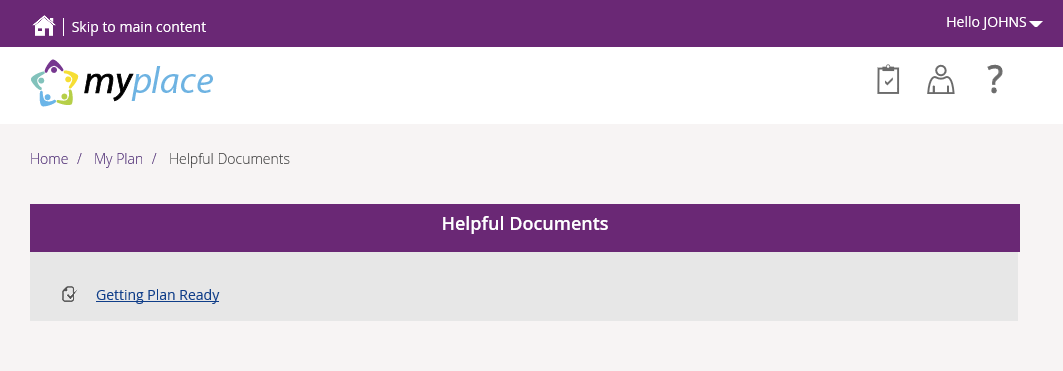 Skip to main content
Hello JOHNS
myplace
?
Home / My Plan / Helpful Documents
Helpful Documents
Getting Plan Ready